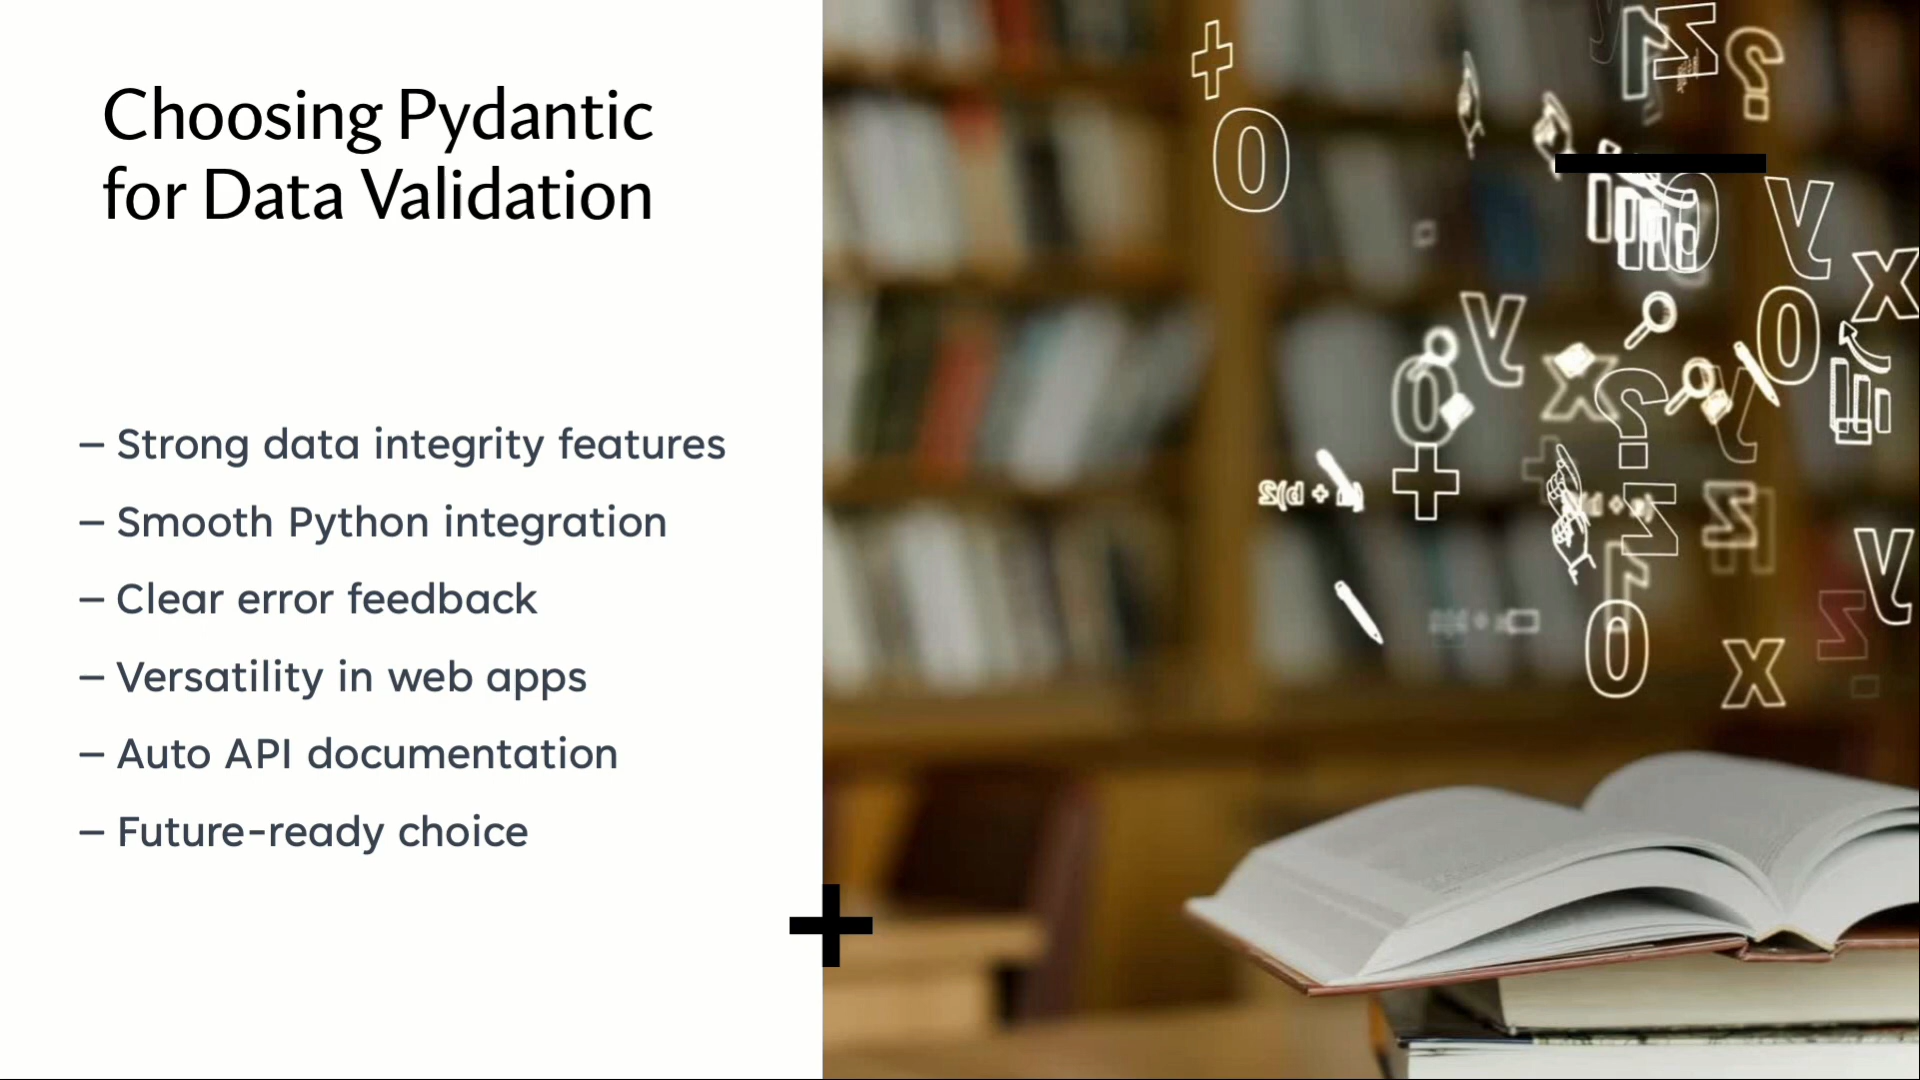 Choosing Pydantic
for Data Validation
– Strong data integrity features
– Smooth Python integration
– Clear error feedback
– Versatility in web apps
– Auto API documentation
– Future-ready choice